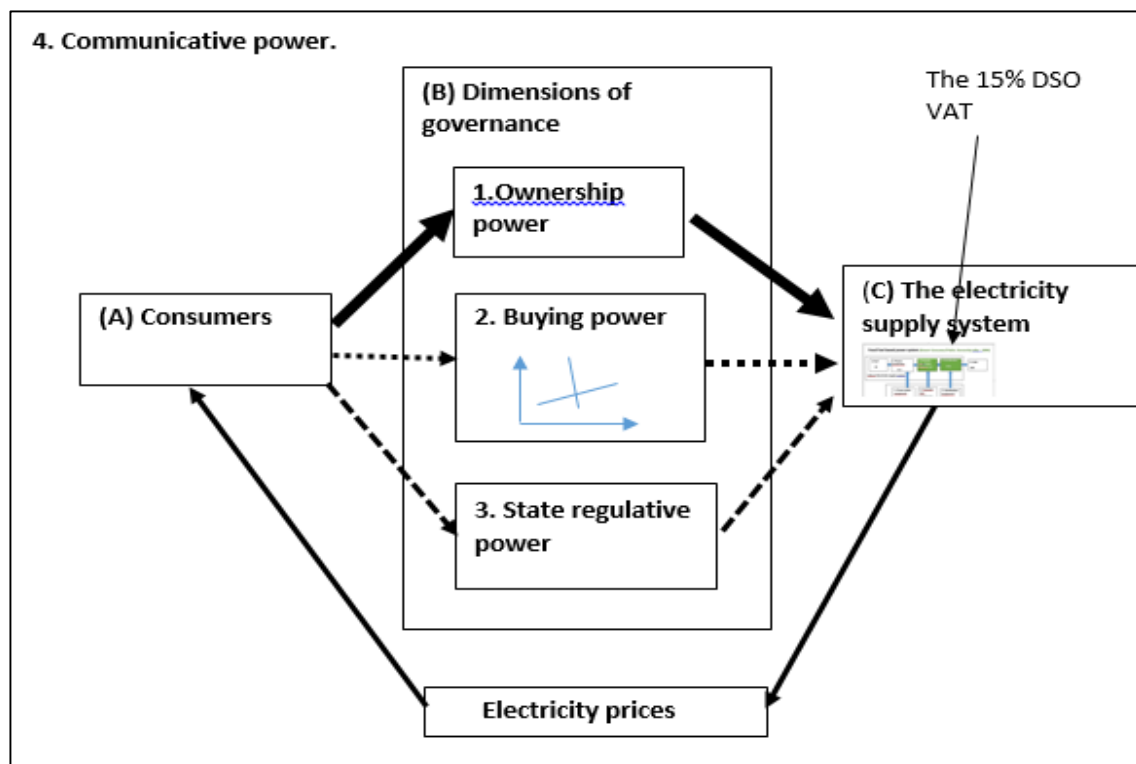 4. Communicative power.
The 15% DSO
VAT
(B) Dimensions of
governance
1.Ownership
power
(A) Consumers
2. Buying power
(C) The electricity
supply system
3. State regulative
power
Electricity prices